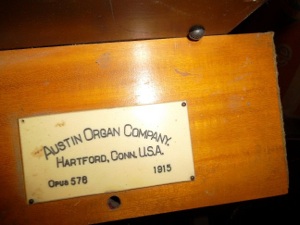 AUSTIN ORGAN COMPANY,
HARTFORD, CONN. U.S.A.
OPUS 578 1915